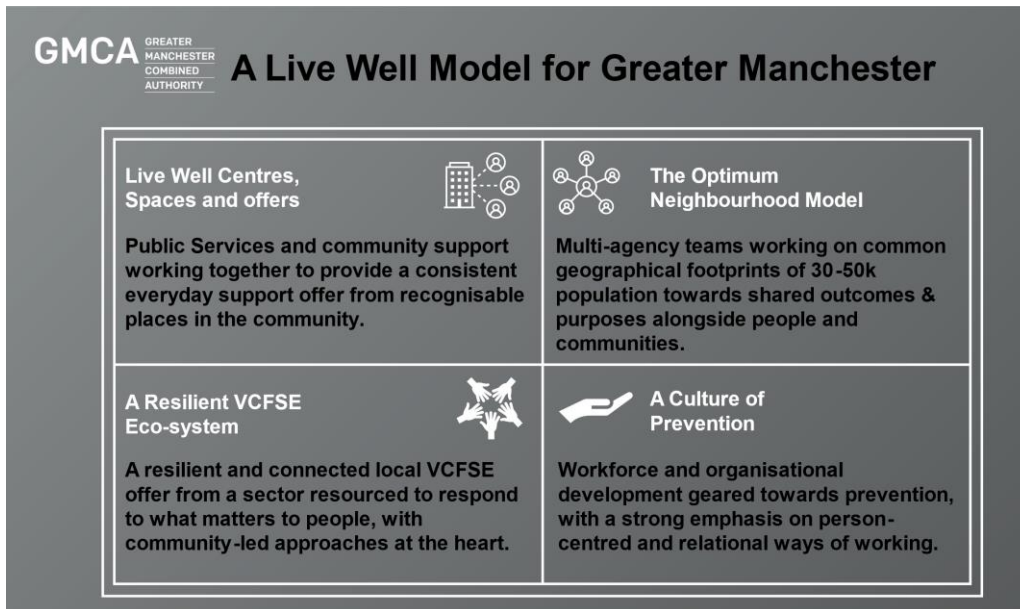 GMCA
GREATER
MANCHESTER
COMBINED
AUTHORITY
A Live Well Model for Greater Manchester
Live Well Centres,
Spaces and offers
Public Services and community support
working together to provide a consistent
everyday support offer from recognisable
places in the community.
The Optimum
Neighbourhood Model
Multi-agency teams working on common
geographical footprints of 30-50k
population towards shared outcomes &
purposes alongside people and
communities.
A Resilient VCFSE
Eco-system
A resilient and connected local VCFSE
offer from a sector resourced to respond
to what matters to people, with
community-led approaches at the heart.
A Culture of
Prevention
Workforce and organisational
development geared towards prevention,
with a strong emphasis on person-
centred and relational ways of working.